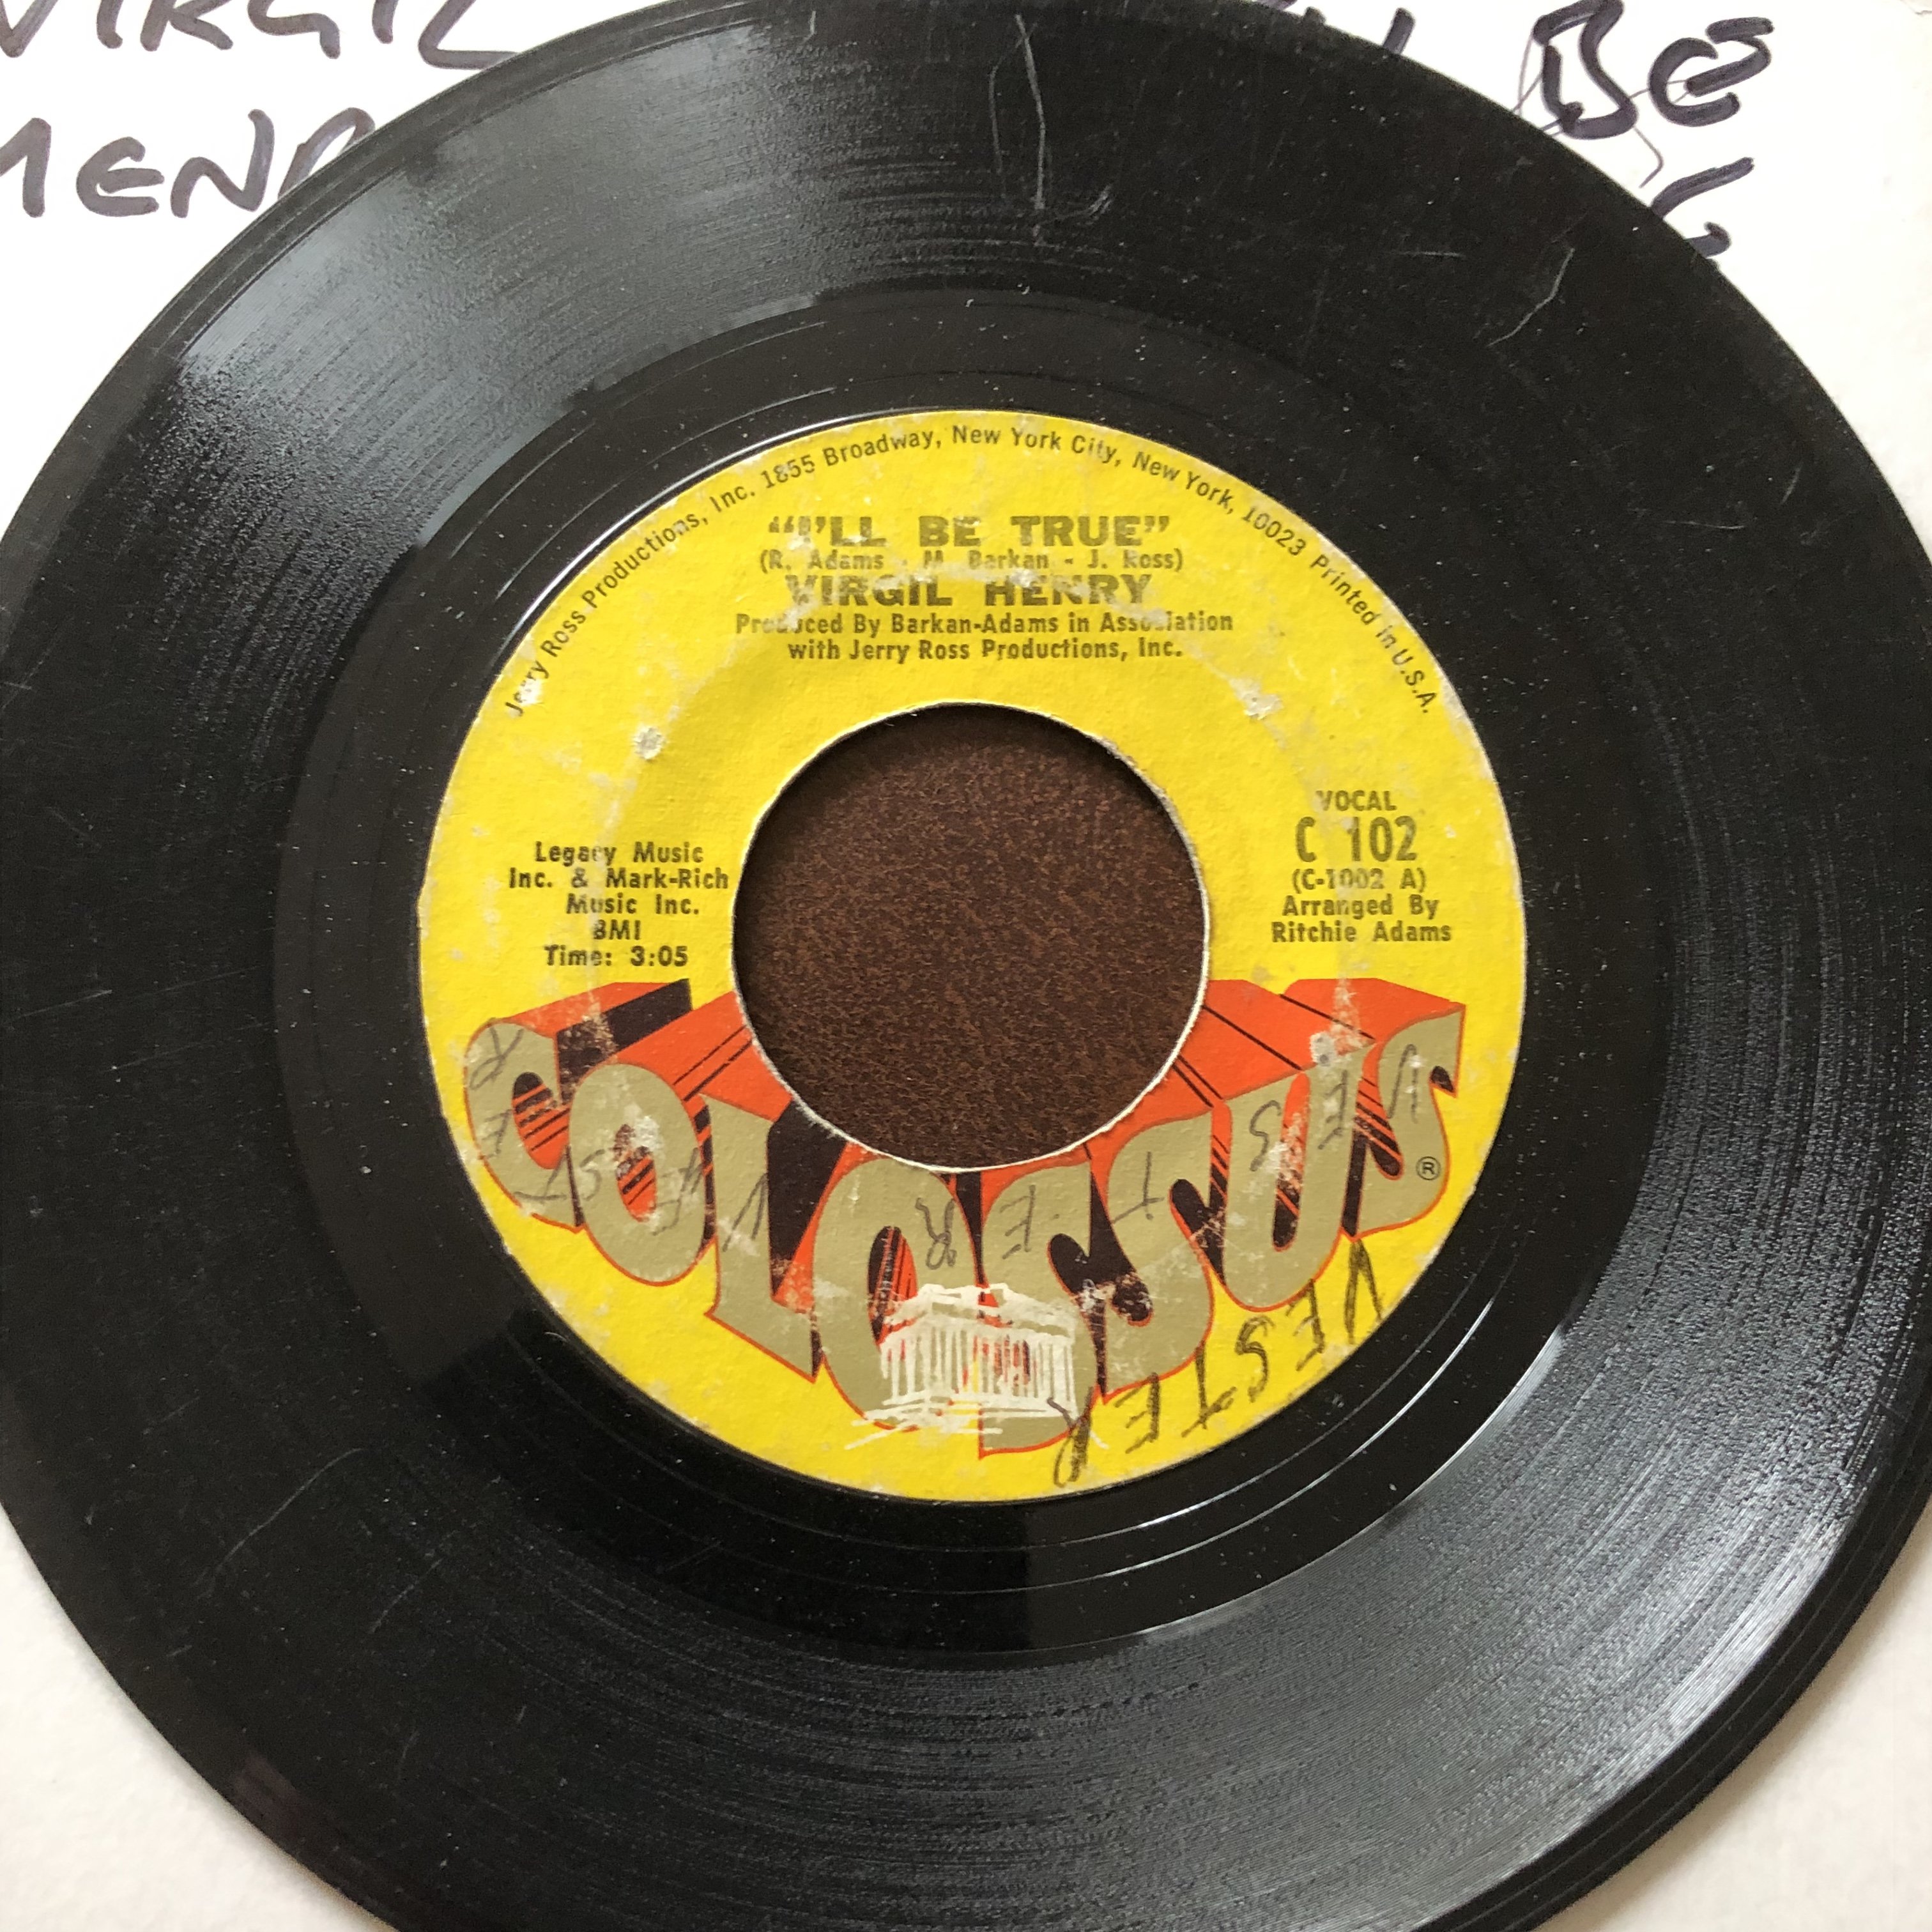 VIRGIL
BE
Jerry Ross Productions, Inc. 1855 Broadway, New York City, New York, 10023 Printed in U.S.A.
“I’LL BE TRUE”
(R. Adams - M. Barkan - J. Ross)
VIRGIL HENRY
Produced By Barkan-Adams in Association
with Jerry Ross Productions, Inc.
Legacy Music
Inc. & Mark-Rich
Music Inc.
BMI
Time: 3:05
VOCAL
C 102
(C-1002 A)
Arranged By
Ritchie Adams
COLOSSUS
®
VESTER
VESTER
VESTER